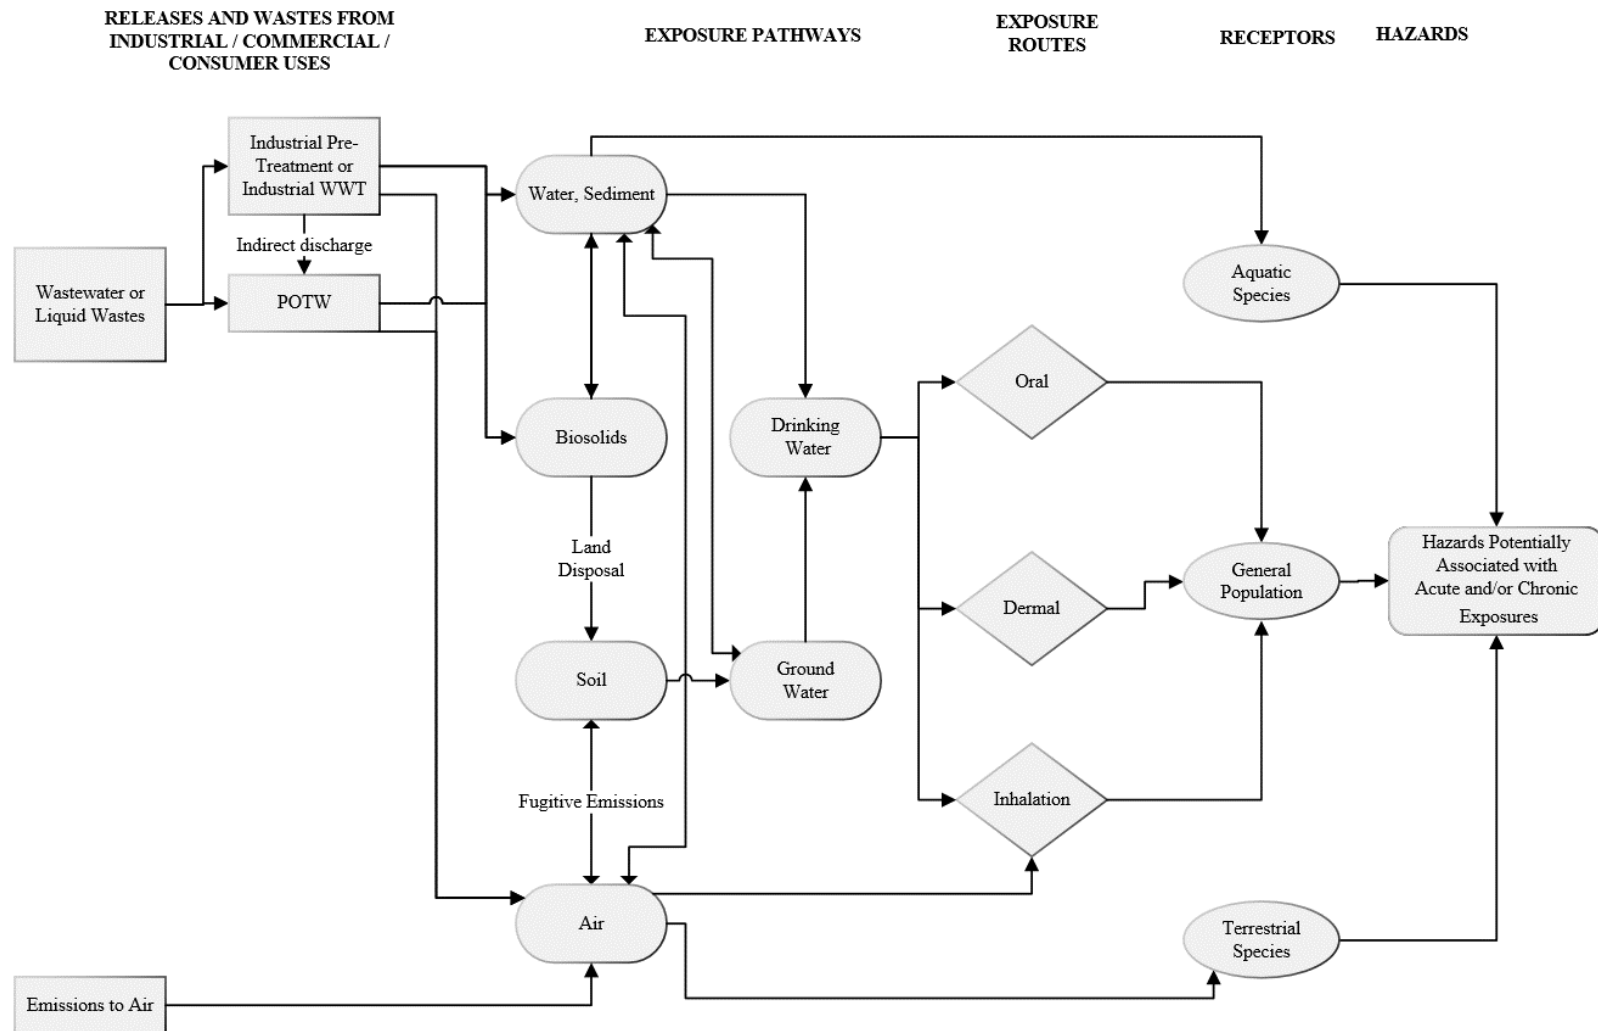 RELEASES AND WASTES FROM
INDUSTRIAL / COMMERCIAL /
CONSUMER USES
EXPOSURE PATHWAYS
EXPOSURE
ROUTES
RECEPTORS
HAZARDS
Industrial Pre-
Treatment or
Industrial WWT
Indirect discharge
POTW
Wastewater or
Liquid Wastes
Water, Sediment
Biosolids
Land
Disposal
Soil
Fugitive Emissions
Air
Emissions to Air
Drinking
Water
Ground
Water
Oral
Dermal
Inhalation
Aquatic
Species
General
Population
Terrestrial
Species
Hazards Potentially
Associated with
Acute and/or Chronic
Exposures